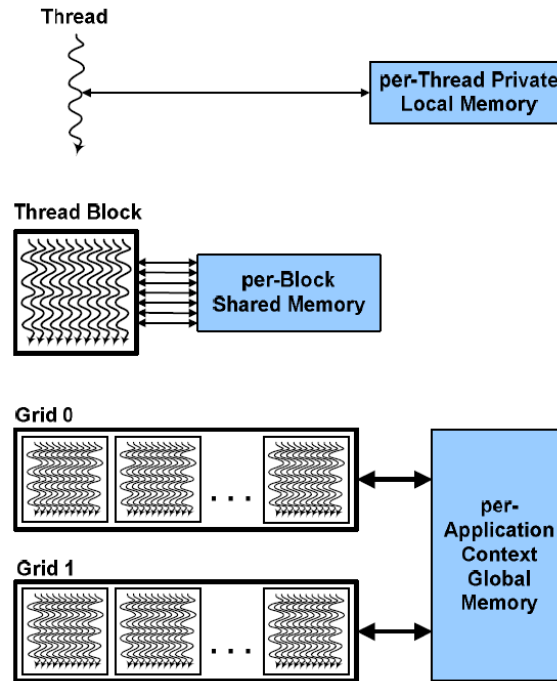 Thread
per-Thread Private
Local Memory
Thread Block
per-Block
Shared Memory
Grid 0
. . .
per-
Application
Context
Global
Memory
Grid 1
. . .